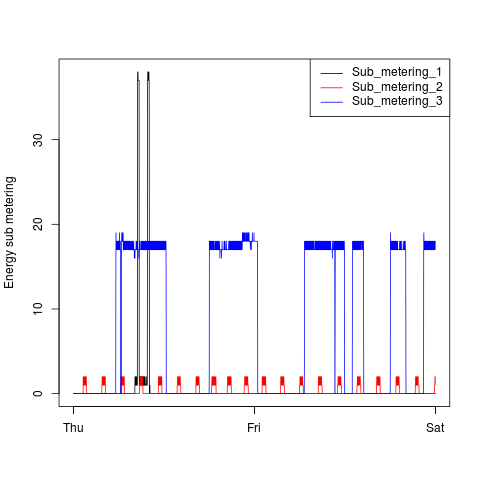 Sub_metering_1
Sub_metering_2
Sub_metering_3
Energy sub metering
30
20
10
0
Thu Fri Sat